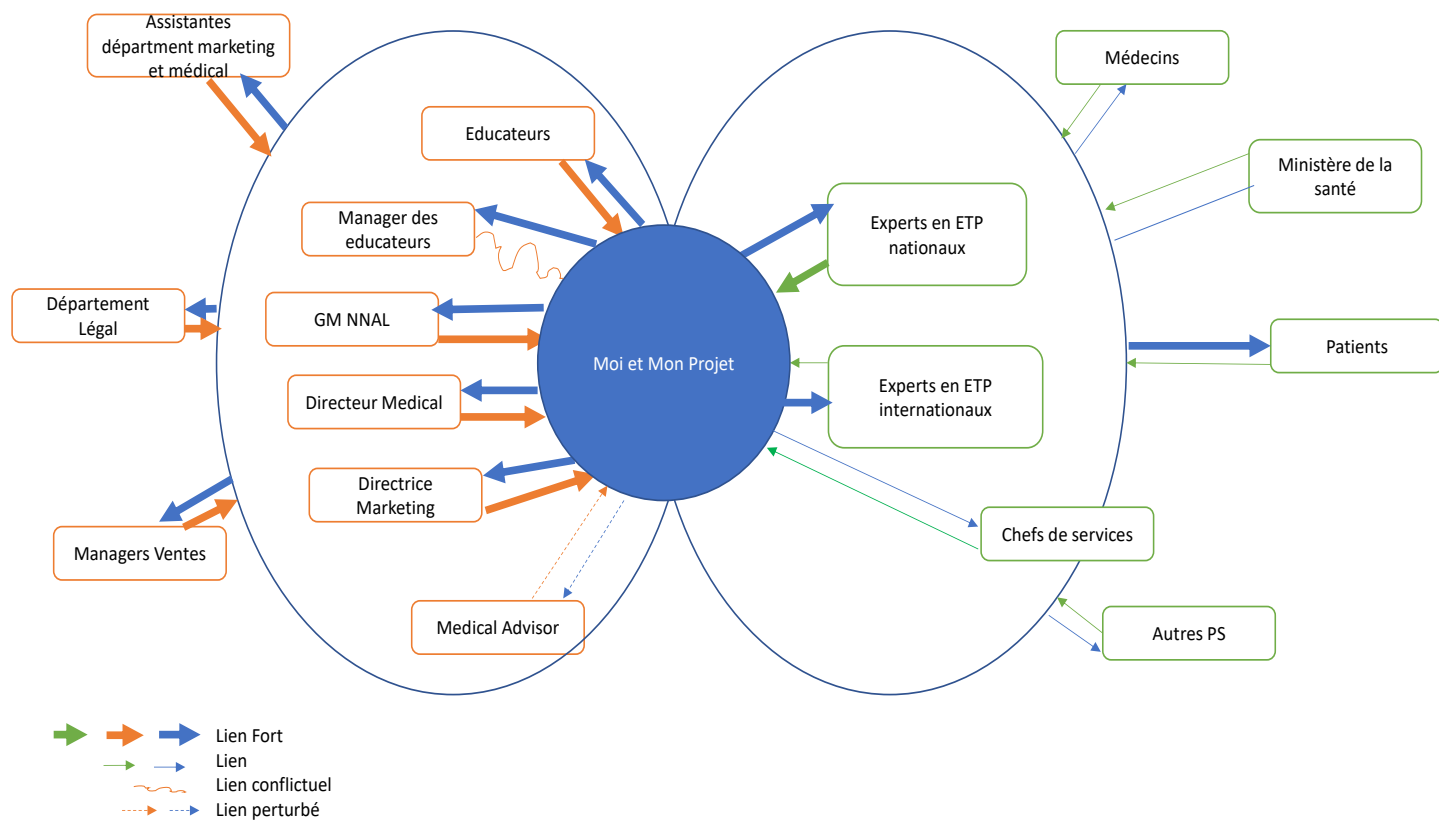 Assistantes
départment marketing
et médical
Médecins
Educateurs
Ministère de la
santé
Manager des
educateurs
Experts en ETP
nationaux
Département
Légal
GM NNAL
Moi et Mon Projet
Patients
Directeur Medical
Experts en ETP
internationaux
Directrice
Marketing
Chefs de services
Managers Ventes
Medical Advisor
Autres PS
Lien Fort
Lien
Lien conflictuel
Lien perturbé